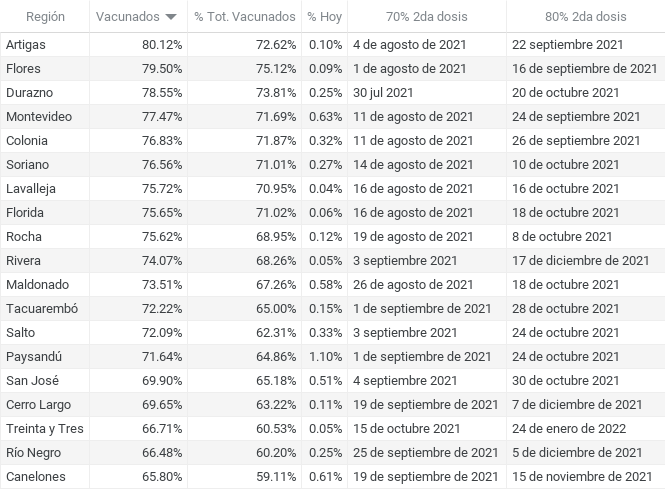 Región Vacunados % Tot. Vacunados % Hoy 70% 2da dosis 80% 2da dosis
Artigas 80.12% 72.62% 0.10% 4 de agosto de 2021 22 septiembre 2021
Flores 79.50% 75.12% 0.09% 1 de agosto de 2021 16 de septiembre de 2021
Durazno 78.55% 73.81% 0.25% 30 jul 2021 20 de octubre 2021
Montevideo 77.47% 71.69% 0.63% 11 de agosto de 2021 24 de septiembre 2021
Colonia 76.83% 71.87% 0.32% 11 de agosto de 2021 26 de septiembre 2021
Soriano 76.56% 71.01% 0.27% 14 de agosto de 2021 10 de octubre 2021
Lavalleja 75.72% 70.95% 0.04% 16 de agosto de 2021 16 de octubre 2021
Florida 75.65% 71.02% 0.06% 16 de agosto de 2021 18 de octubre 2021
Rocha 75.62% 68.95% 0.12% 19 de agosto de 2021 8 de octubre 2021
Rivera 74.07% 68.26% 0.05% 3 septiembre 2021 17 de diciembre de 2021
Maldonado 73.51% 67.26% 0.58% 26 de agosto de 2021 18 de octubre 2021
Tacuarembó 72.22% 65.00% 0.15% 1 de septiembre de 2021 28 de octubre 2021
Salto 72.09% 62.31% 0.33% 3 septiembre 2021 24 de octubre 2021
Paysandú 71.64% 64.86% 1.10% 1 de septiembre de 2021 24 de octubre 2021
San José 69.90% 65.18% 0.51% 4 septiembre 2021 30 de octubre 2021
Cerro Largo 69.65% 63.22% 0.11% 19 de septiembre de 2021 7 de diciembre de 2021
Treinta y Tres 66.71% 60.53% 0.05% 15 de octubre 2021 24 de enero de 2022
Río Negro 66.48% 60.20% 0.25% 25 de septiembre de 2021 5 de diciembre de 2021
Canelones 65.80% 59.11% 0.61% 19 de septiembre de 2021 15 de noviembre de 2021